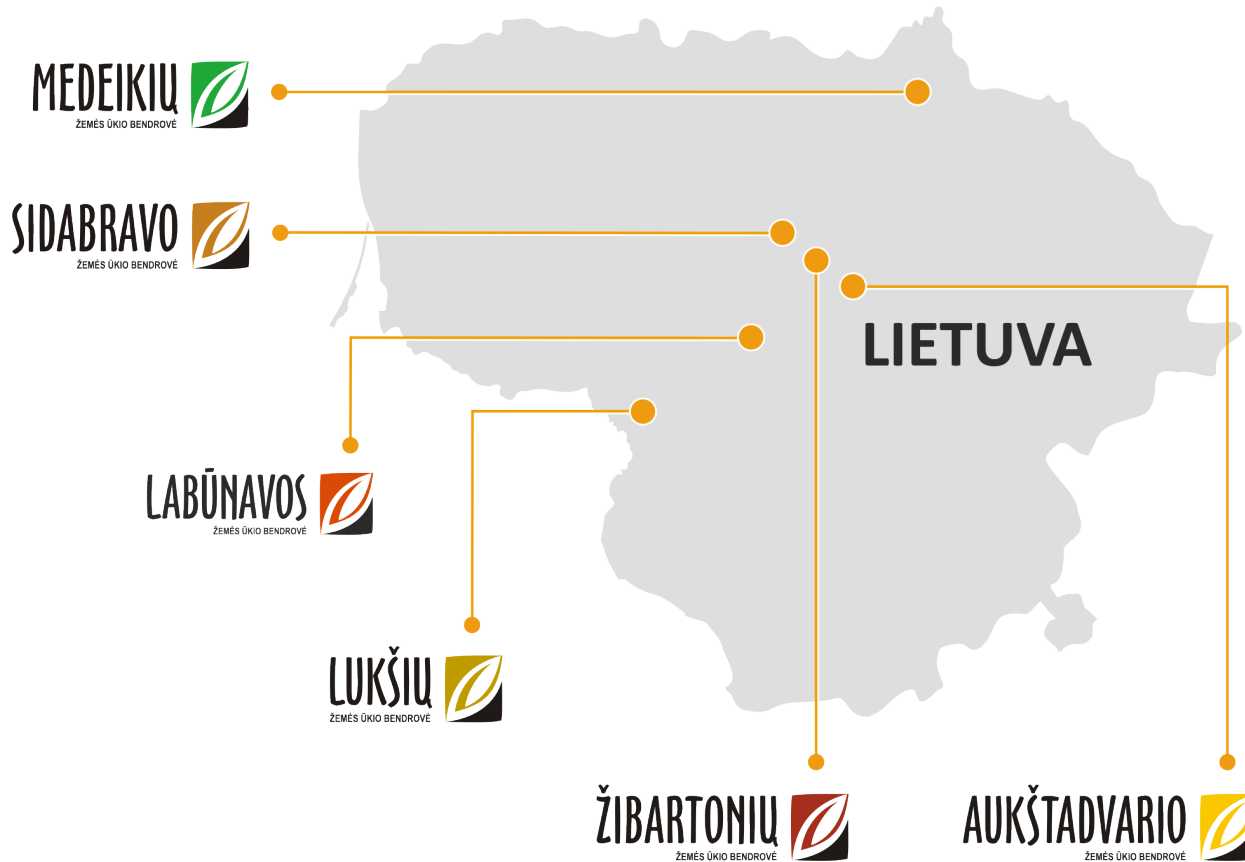 MEDEIKIŲ
ŽEMĖS ŪKIO BENDROVĖ
SIDABRAVO
ŽEMĖS ŪKIO BENDROVĖ
LIETUVA
LABŪNAVOS
ŽEMĖS ŪKIO BENDROVĖ
LUKŠIŲ
ŽEMĖS ŪKIO BENDROVĖ
ŽIBARTONIŲ
ŽEMĖS ŪKIO BENDROVĖ
AUKŠTADVARIO
ŽEMĖS ŪKIO BENDROVĖ